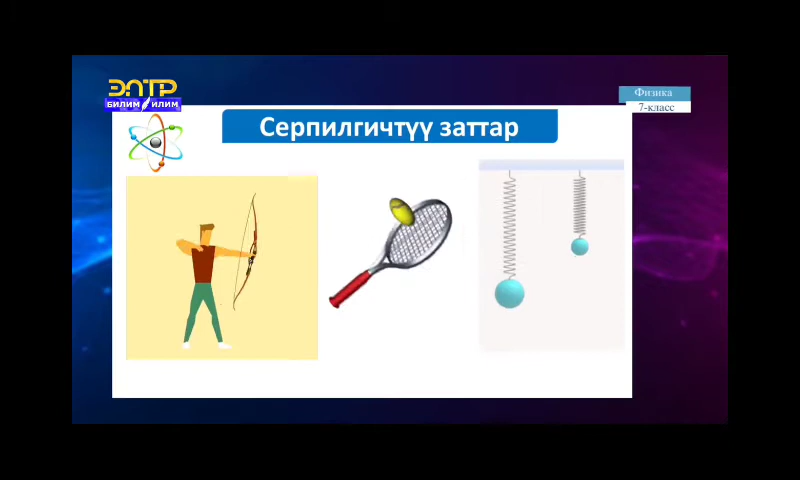 ЭЛТР
БИЛИМ ИЛИМ
Физика
7-класс
Серпилгичтүү заттар